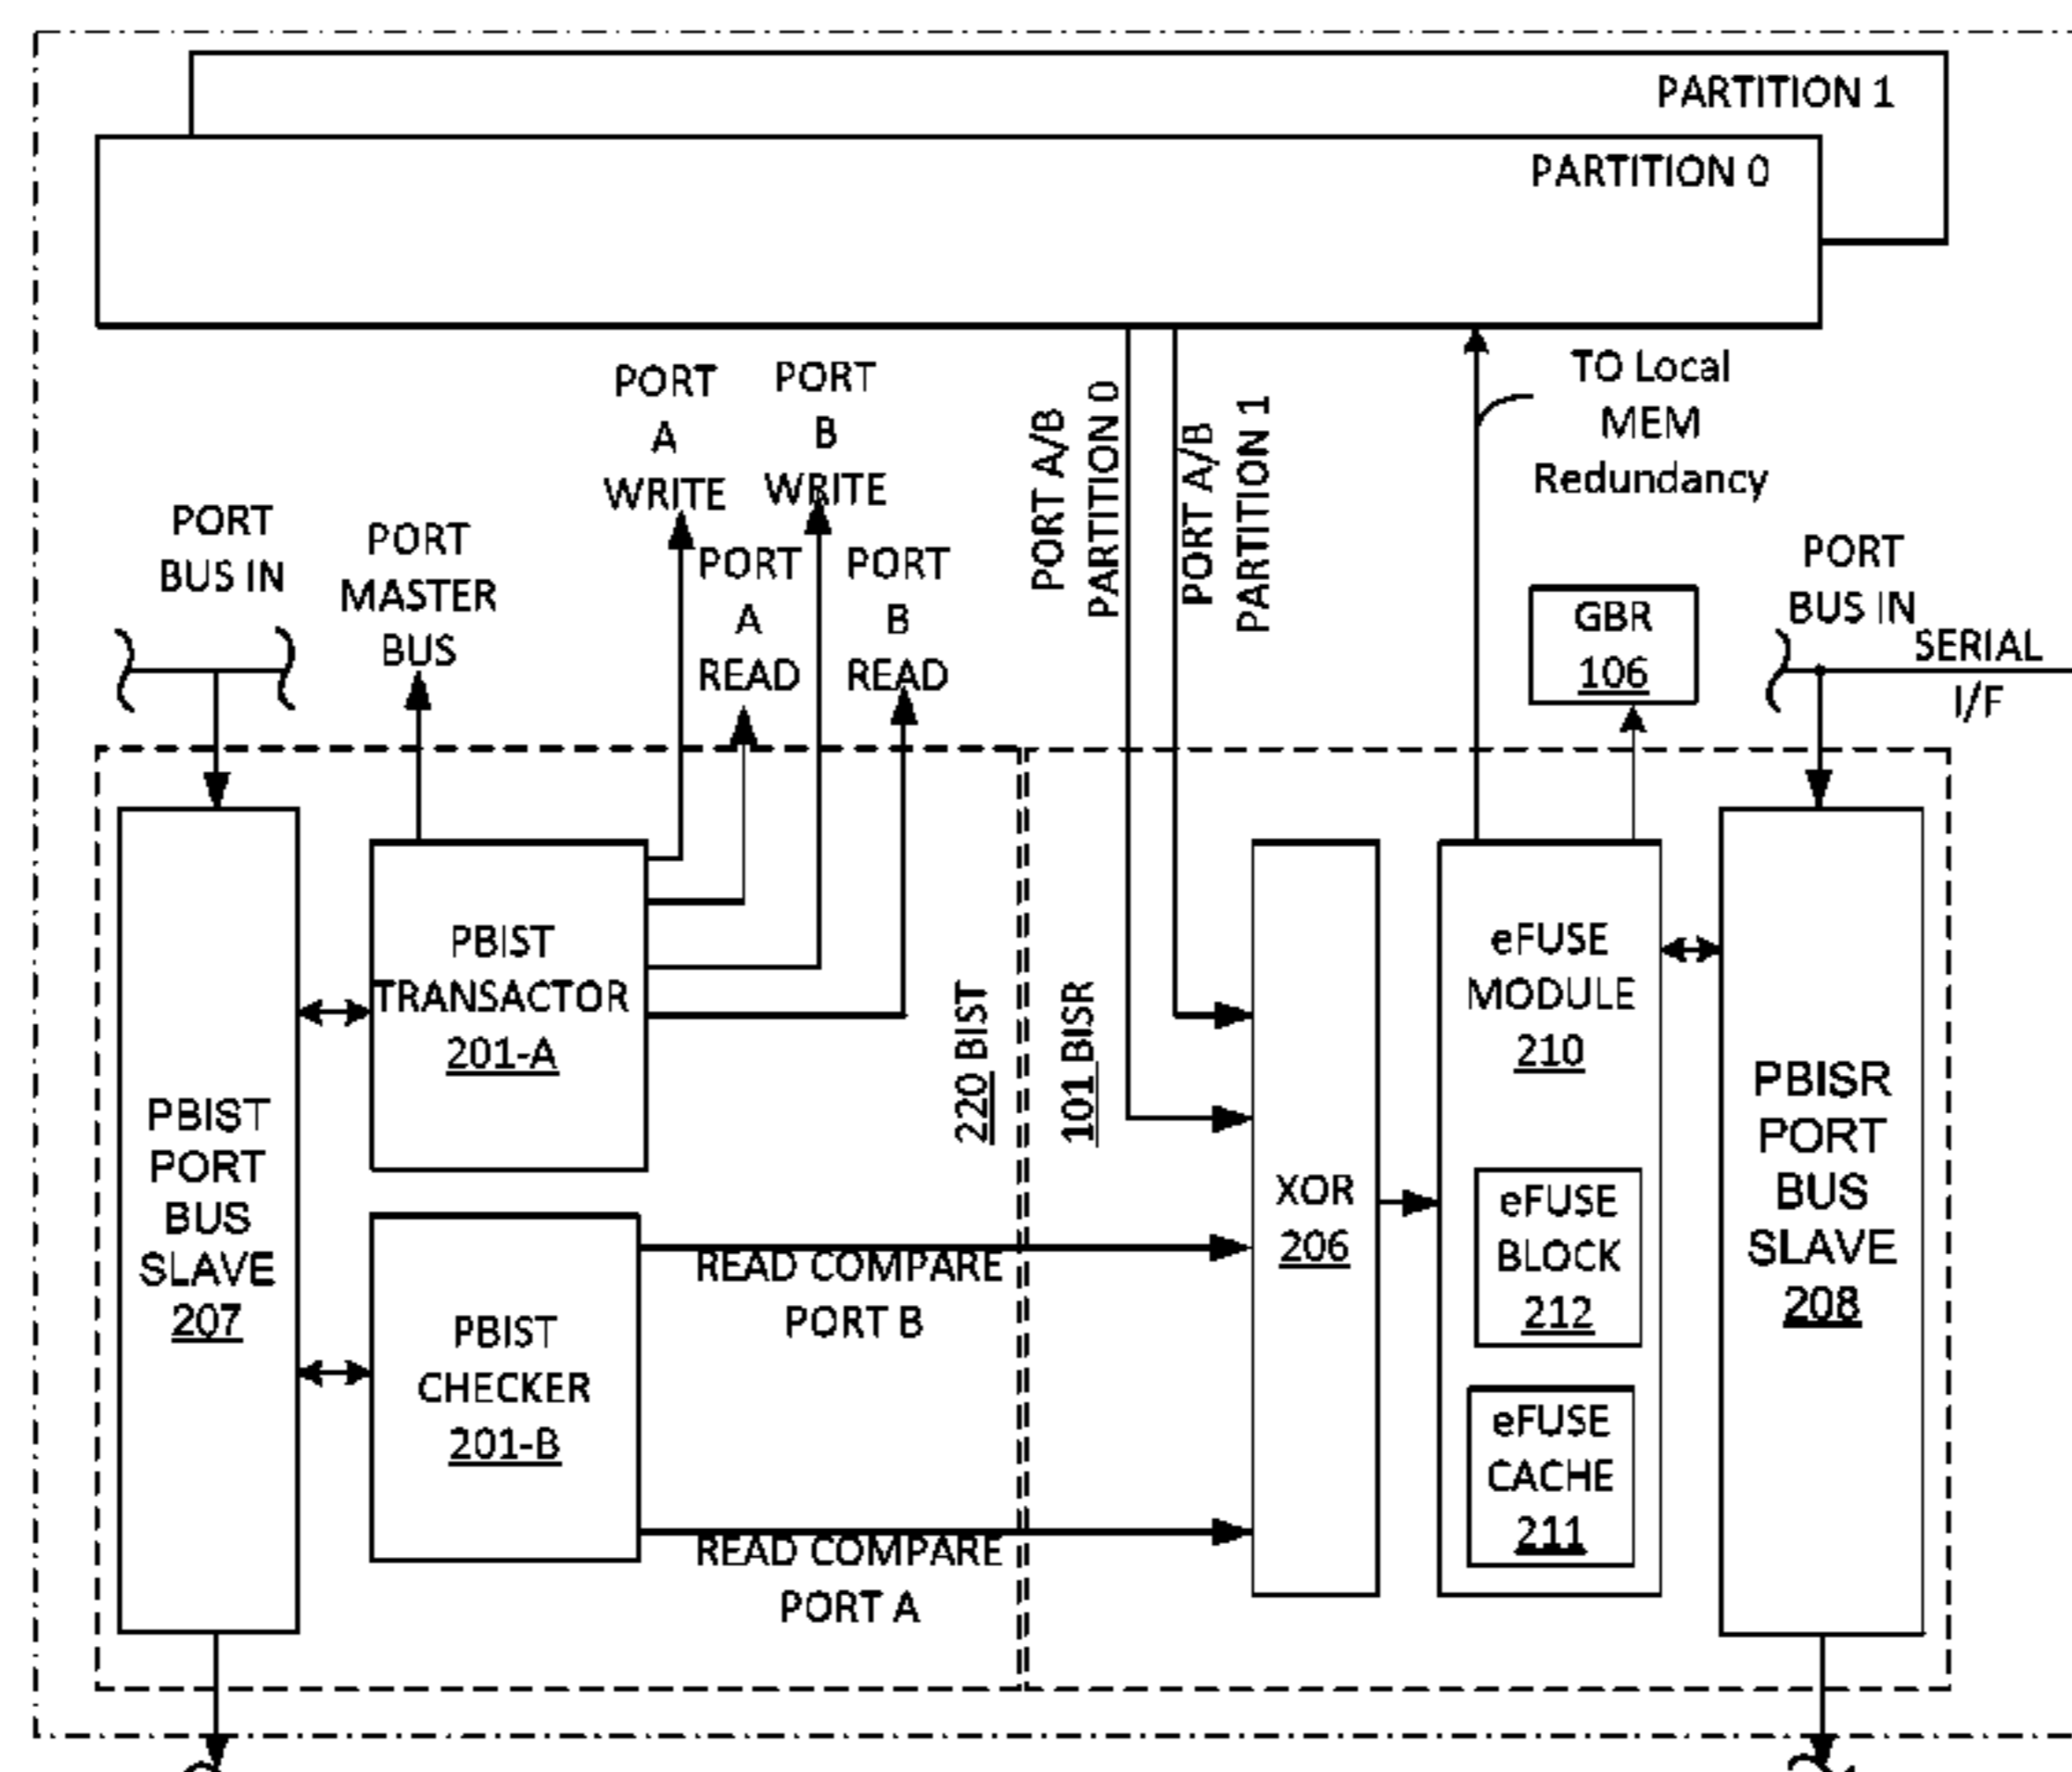 PARTITION 1
PARTITION 0
PORT
A
WRITE
PORT
B
WRITE
PORT A/B
PARTITION 0
PORT A/B
PARTITION 1
TO Local
MEM
Redundancy
PORT
BUS IN
PORT
MASTER
BUS
PORT
A
READ
PORT
B
READ
GBR
106
PORT
BUS IN
SERIAL
I/F
PBIST
PORT
BUS
SLAVE
207
PBIST
TRANSACTOR
201-A
220 BIST
101 BISR
PBIST
CHECKER
201-B
READ COMPARE
PORT B
READ COMPARE
PORT A
XOR
206
eFUSE
MODULE
210
eFUSE
BLOCK
212
eFUSE
CACHE
211
PBISR
PORT
BUS
SLAVE
208